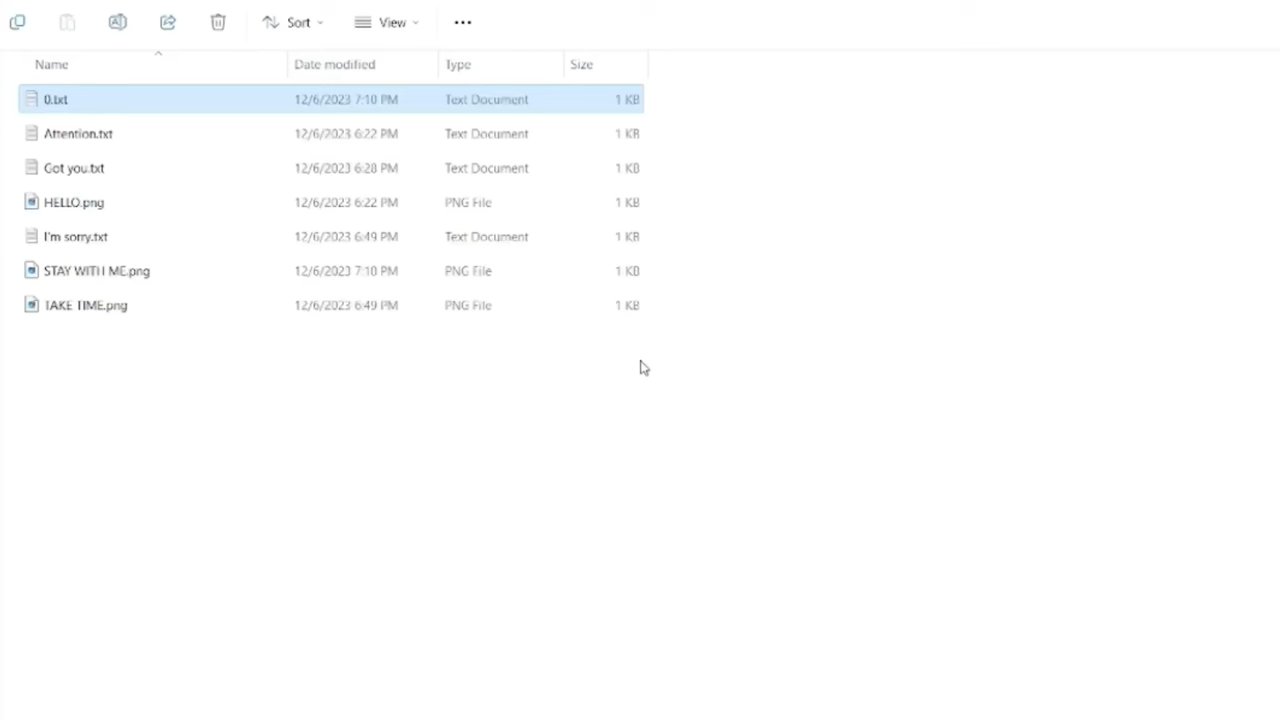 Sort View
Name Date modified Type Size
0.txt 12/6/2023 7:10 PM Text Document 1 KB
Attention.txt 12/6/2023 6:22 PM Text Document 1 KB
Got you.txt 12/6/2023 6:28 PM Text Document 1 KB
HELLO.png 12/6/2023 6:22 PM PNG File 1 KB
I'm sorry.txt 12/6/2023 6:49 PM Text Document 1 KB
STAY WITH ME.png 12/6/2023 7:10 PM PNG File 1 KB
TAKE TIME.png 12/6/2023 6:49 PM PNG File 1 KB